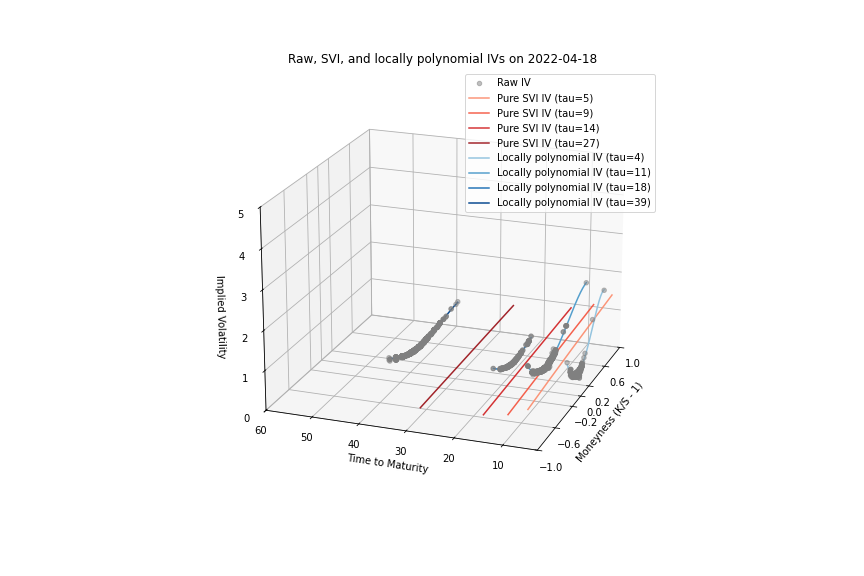 Raw, SVI, and locally polynomial IVs on 2022-04-18
Raw IV
Pure SVI IV (tau=5)
Pure SVI IV (tau=9)
Pure SVI IV (tau=14)
Pure SVI IV (tau=27)
Locally polynomial IV (tau=4)
Locally polynomial IV (tau=11)
Locally polynomial IV (tau=18)
Locally polynomial IV (tau=39)
5
4
3
2
1
0
Implied Volatility
60
50
40
30
20
10
Time to Maturity
1.0
0.6
0.2
0.0
−0.2
−0.6
−1.0
Moneyness (K/S - 1)